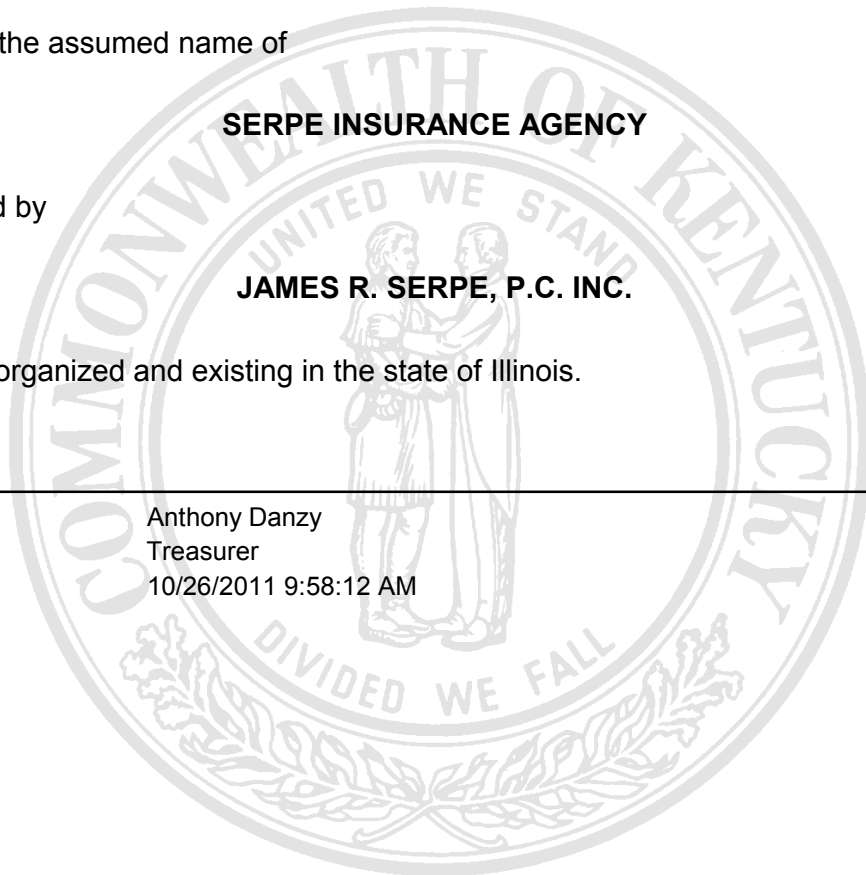 the assumed name of
SERPE INSURANCE AGENCY
d by
JAMES R. SERPE, P.C. INC.
organized and existing in the state of Illinois.
Anthony Danzy
Treasurer
10/26/2011 9:58:12 AM
COMMONWEALTH OF KENTUCKY
UNITED WE STAND
DIVIDED WE FALL